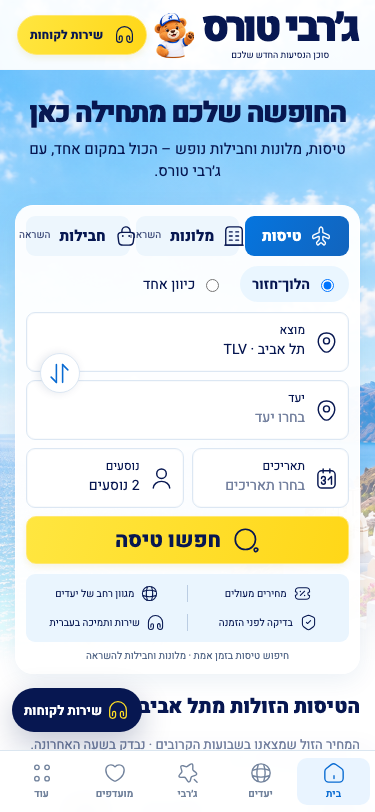 ג׳רבי טורס
סוכן הנסיעות החדש שלכם
שירות לקוחות
החופשה שלכם מתחילה כאן
טיסות, מלונות וחבילות נופש – הכול במקום אחד, עם
ג׳רבי טורס.
טיסות
מלונות
השראה
חבילות
השראה
הלוך־חזור
כיוון אחד
מוצא
תל אביב · TLV
יעד
בחרו יעד
תאריכים
בחרו תאריכים
נוסעים
2 נוסעים
חפשו טיסה
מחירים מעולים
מגוון רחב של יעדים
בדיקה לפני הזמנה
שירות ותמיכה בעברית
חיפוש טיסות בזמן אמת · מלונות וחבילות להשראה
הטיסות הזולות מתל אביב
שירות לקוחות
המחיר הזול שמצאנו בשבועות הקרובים · נבדק בשעה האחרונה.
בית
יעדים
ג׳רבי
מועדפים
עוד